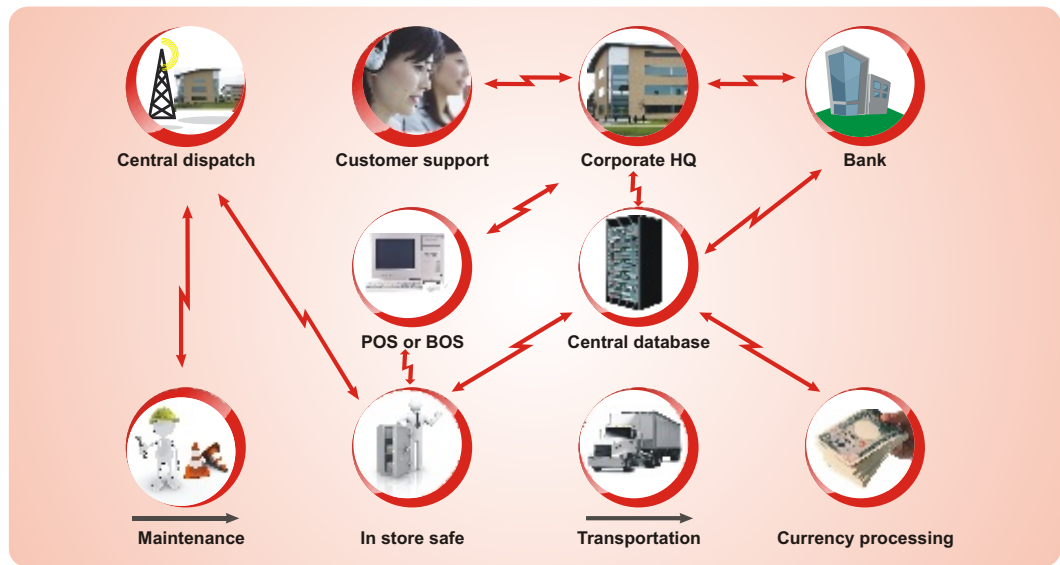 Central dispatch
Customer support
Corporate HQ
Bank
POS or BOS
Central database
Maintenance
In store safe
Transportation
Currency processing